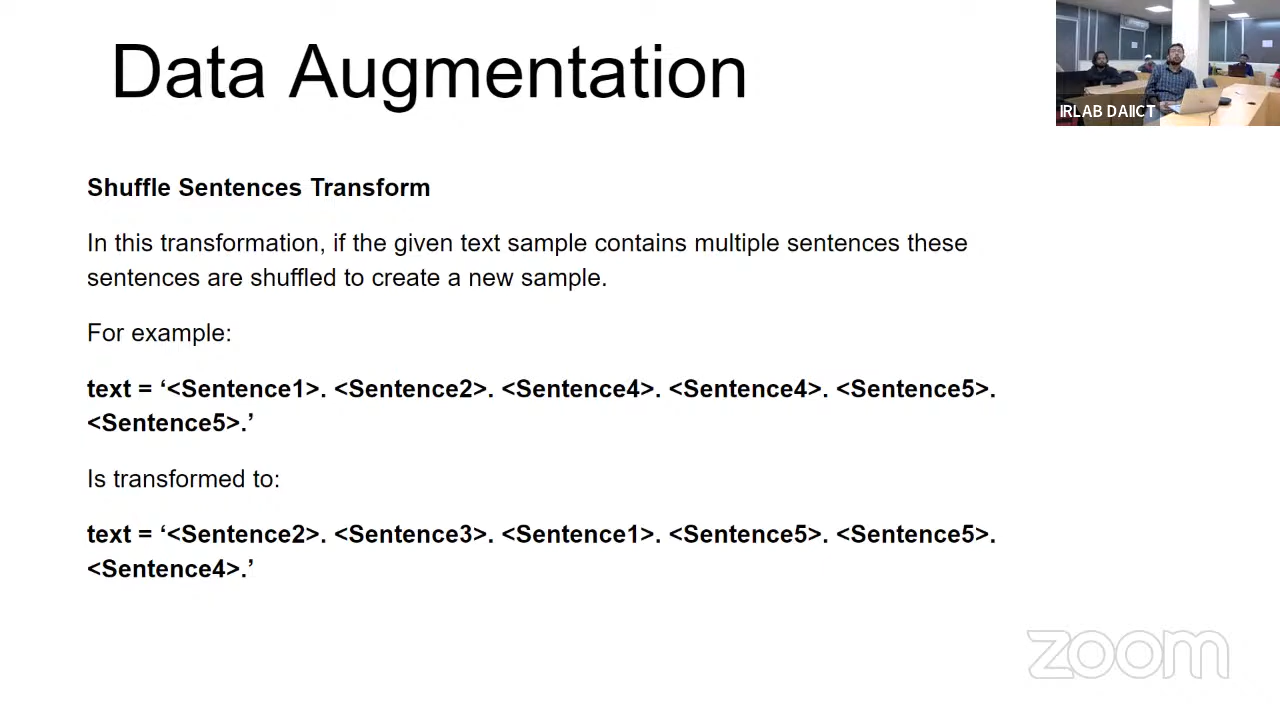 Data Augmentation
IRLAB DAIICT
Shuffle Sentences Transform
In this transformation, if the given text sample contains multiple sentences these
sentences are shuffled to create a new sample.
For example:
text = ‘<Sentence1>. <Sentence2>. <Sentence4>. <Sentence4>. <Sentence5>.
<Sentence5>.’
Is transformed to:
text = ‘<Sentence2>. <Sentence3>. <Sentence1>. <Sentence5>. <Sentence5>.
<Sentence4>.’
zoom